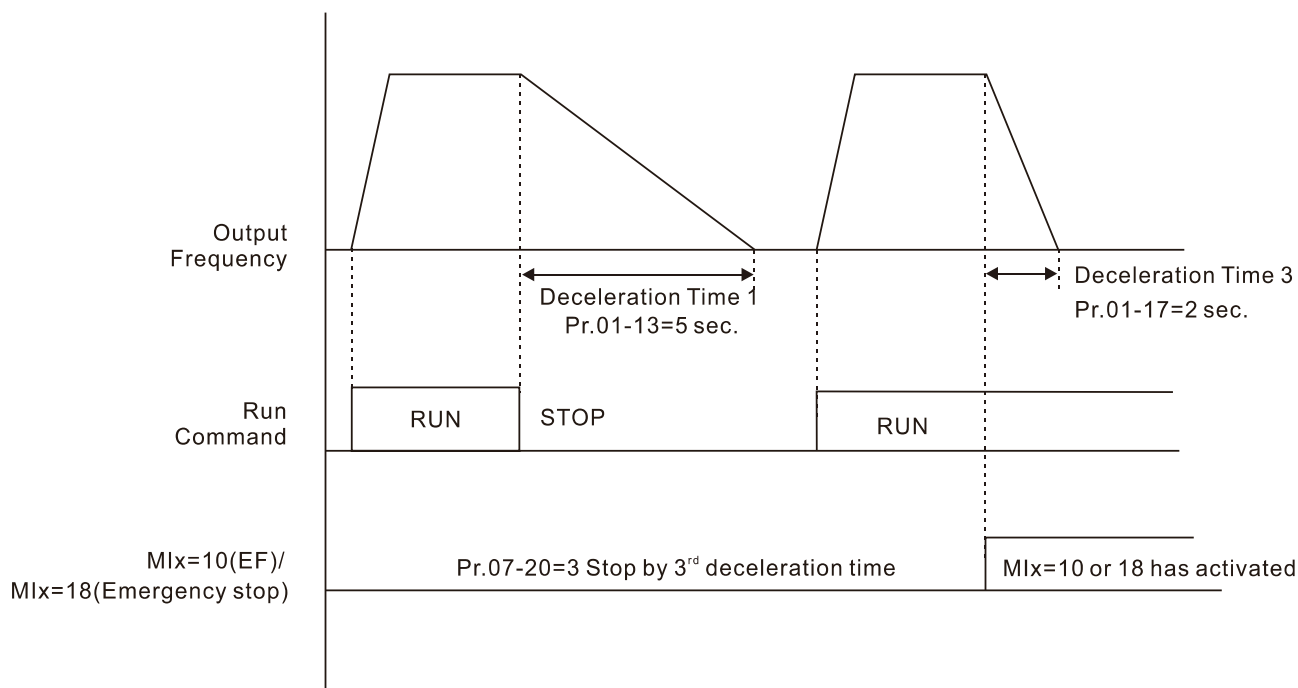 Output
Frequency
Deceleration Time 1
Pr.01-13=5 sec.
Deceleration Time 3
Pr.01-17=2 sec.
Run
Command
RUN
STOP
RUN
MIx=10(EF)/
MIx=18(Emergency stop)
Pr.07-20=3 Stop by 3rd deceleration time
MIx=10 or 18 has activated